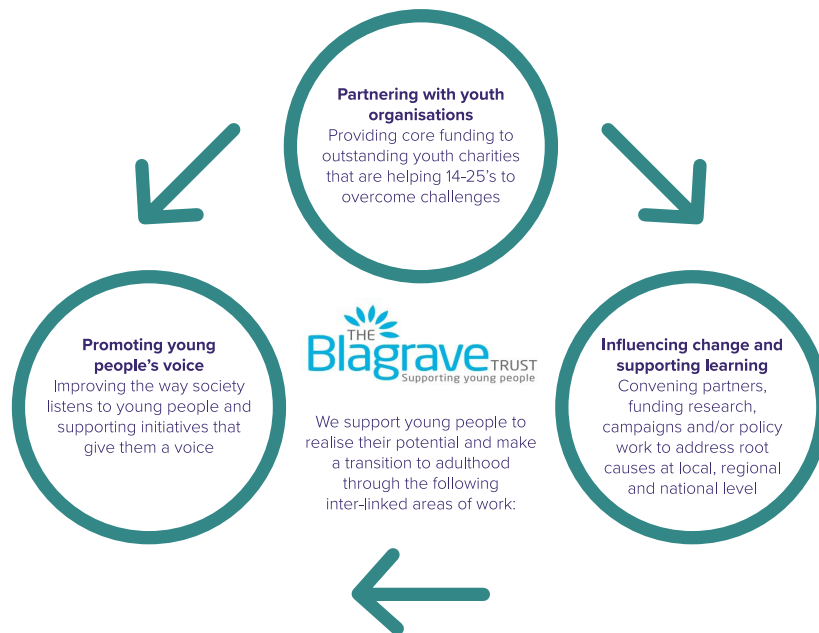 Partnering with youth
organisations
Providing core funding to
outstanding youth charities
that are helping 14-25's to
overcome challenges
Promoting young
people's voice
Improving the way society
listens to young people and
supporting initiatives that
give them a voice
THE
Blagrave TRUST
Supporting young people
We support young people to
realise their potential and make
a transition to adulthood
through the following
inter-linked areas of work:
Influencing change and
supporting learning
Convening partners,
funding research,
campaigns and/or policy
work to address root
causes at local, regional
and national level